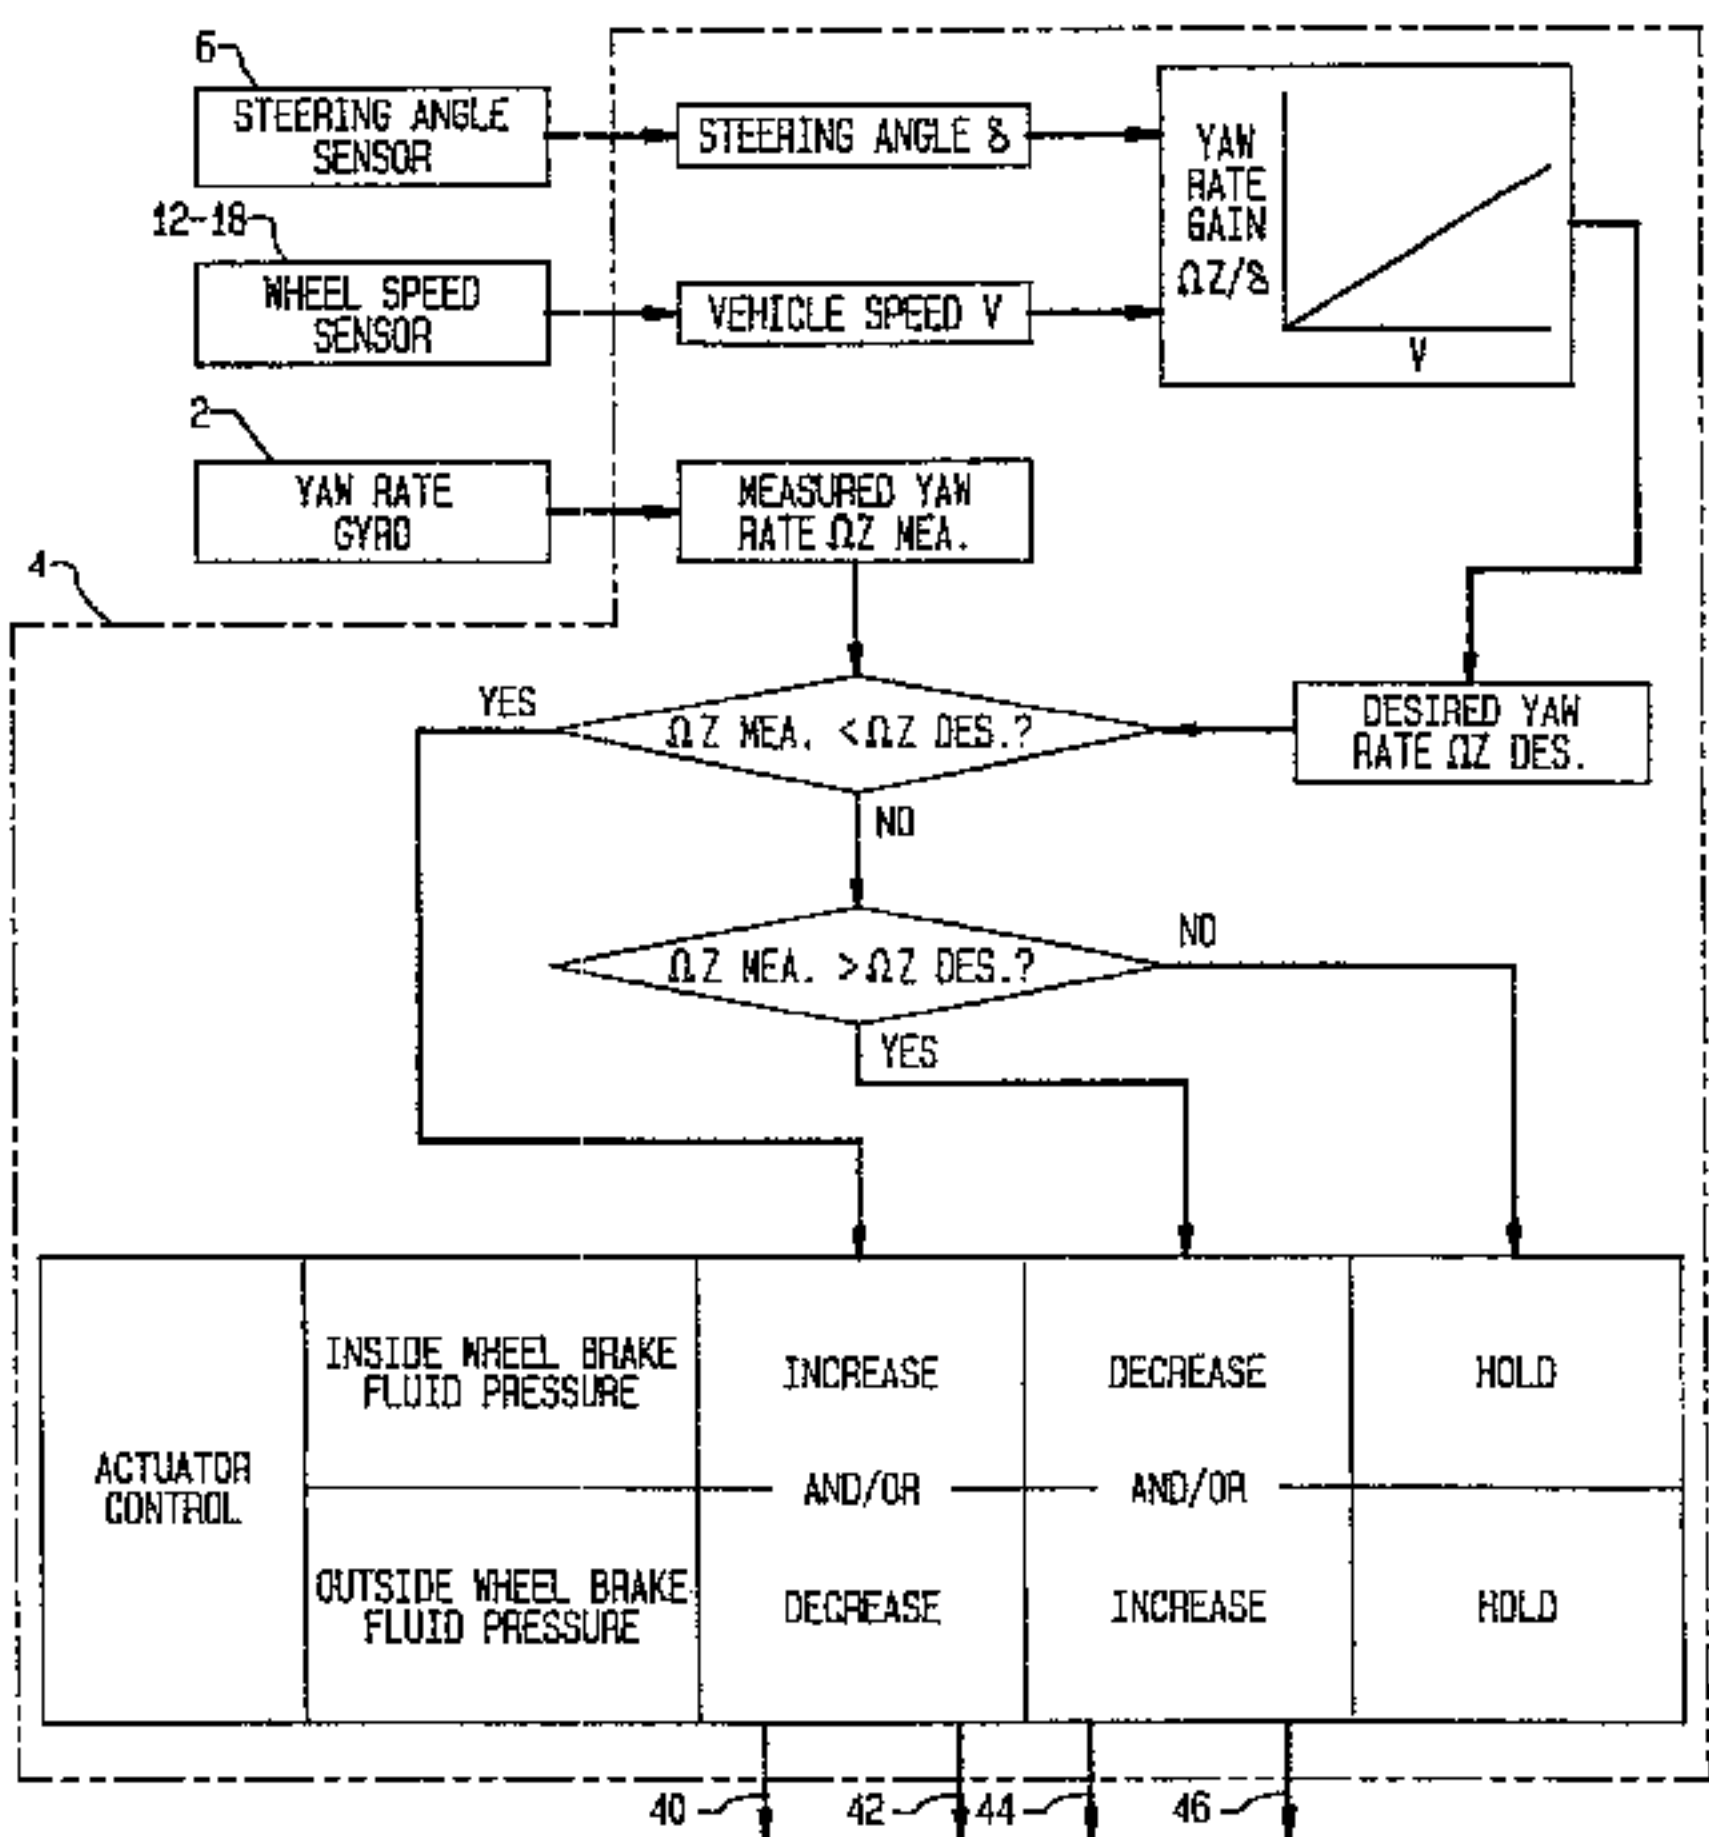 6
STEERING ANGLE
SENSOR
STEERING ANGLE δ
YAW
RATE
GAIN
ΩZ/δ
V
12-18
WHEEL SPEED
SENSOR
VEHICLE SPEED V
2
YAW RATE
GYRO
MEASURED YAW
RATE ΩZ MEA.
4
YES
ΩZ MEA. <ΩZ DES.?
DESIRED YAW
RATE ΩZ DES.
NO
ΩZ MEA. >ΩZ DES.?
NO
YES
ACTUATOR
CONTROL
INSIDE WHEEL BRAKE
FLUID PRESSURE
INCREASE
DECREASE
HOLD
AND/OR
AND/OR
OUTSIDE WHEEL BRAKE
FLUID PRESSURE
DECREASE
INCREASE
HOLD
40
42
44
46